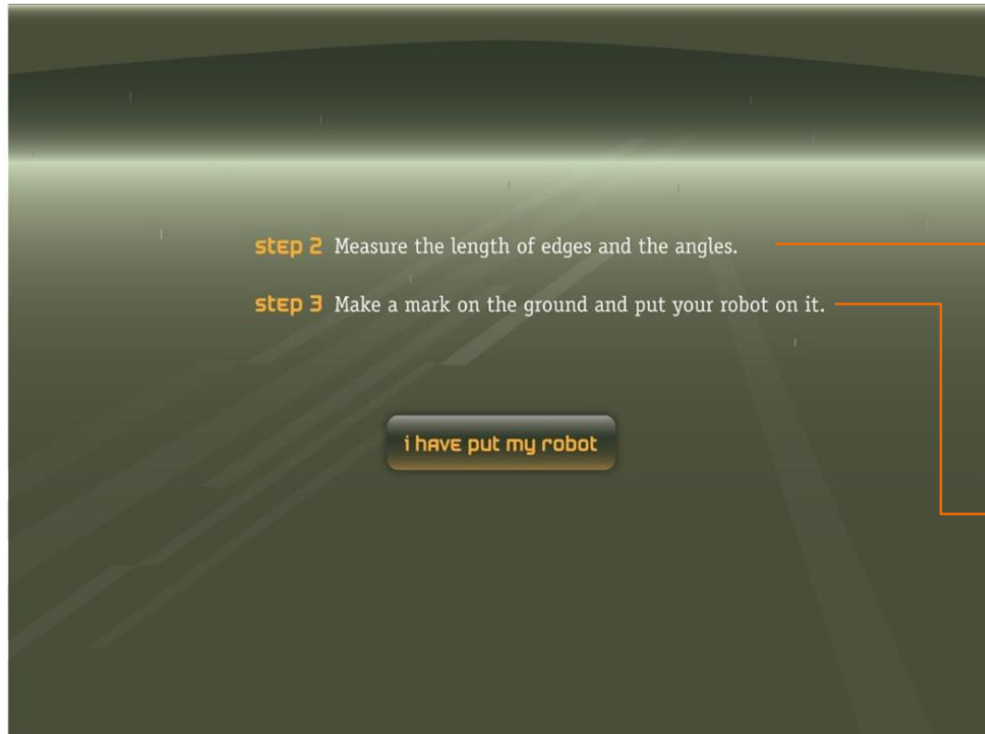 step 2 Measure the length of edges and the angles.
step 3 Make a mark on the ground and put your robot on it.
i have put my robot